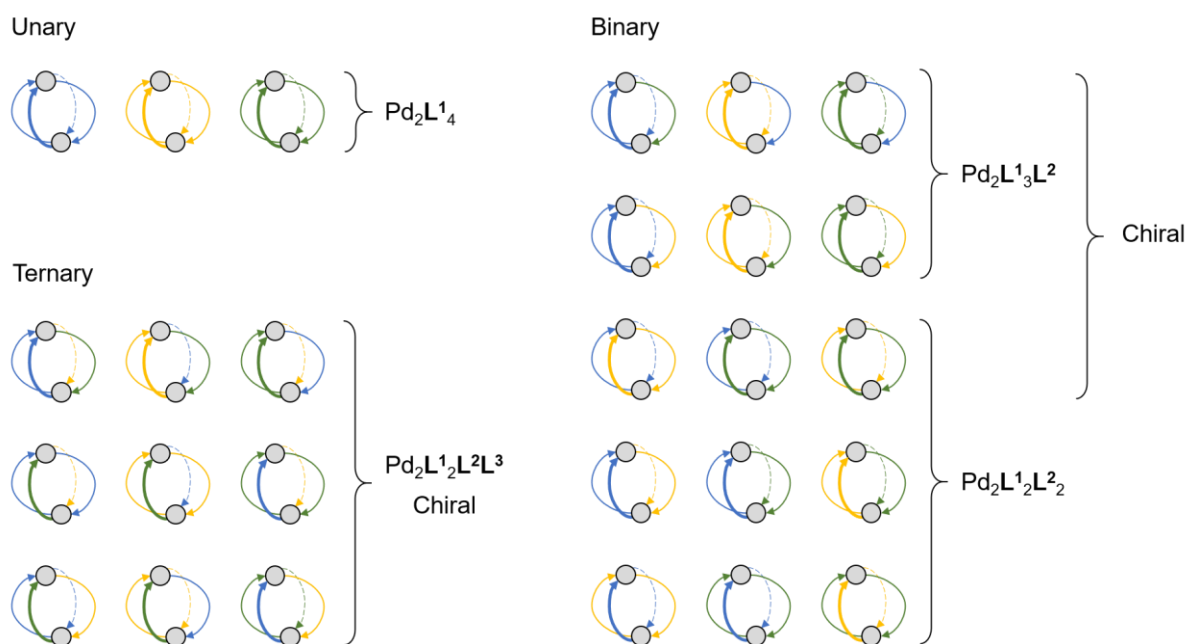 Unary
Pd₂L¹₄
Ternary
Pd₂L¹₂L²L³
Chiral
Binary
Pd₂L¹₃L²
Chiral
Pd₂L¹₂L²₂